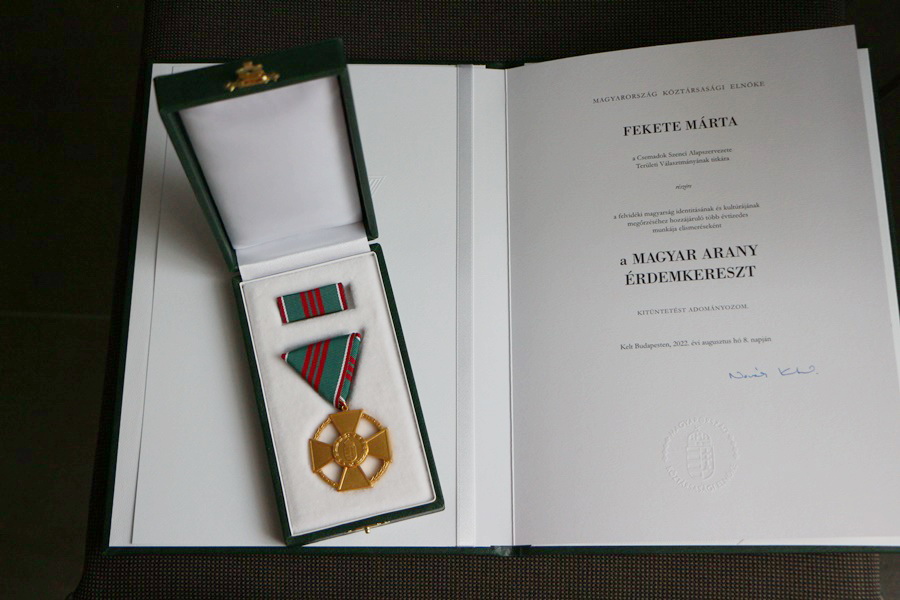 MAGYARORSZÁG KÖZTÁRSASÁGI ELNÖKE
FEKETE MÁRTA
a Csemadok Szenci Alapszervezete
Területi Választmányának titkára
részére
a felvidéki magyarság identitásának és kultúrájának
megőrzéséhez hozzájáruló több évtizedes
munkája elismeréseként
a MAGYAR ARANY
ÉRDEMKERESZT
KITÜNTETÉST ADOMÁNYOZOM.
Kelt Budapesten, 2022. évi augusztus hó 8. napján